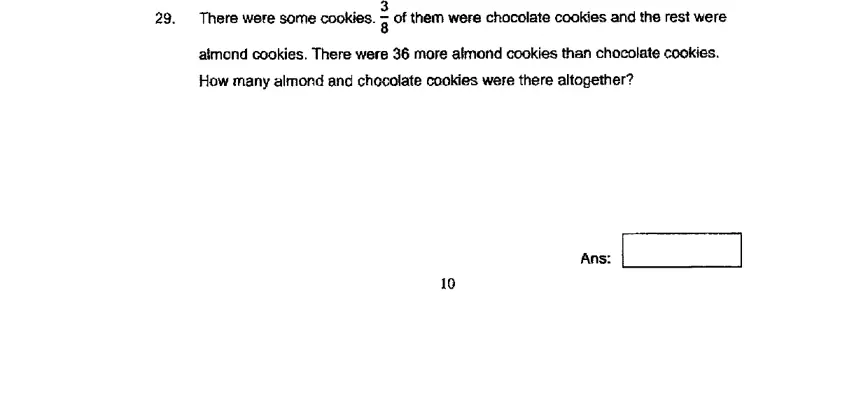 29. There were some cookies. 3/8 of them were chocolate cookies and the rest were
almond cookies. There were 36 more almond cookies than chocolate cookies.
How many almond and chocolate cookies were there altogether?
Ans:
10